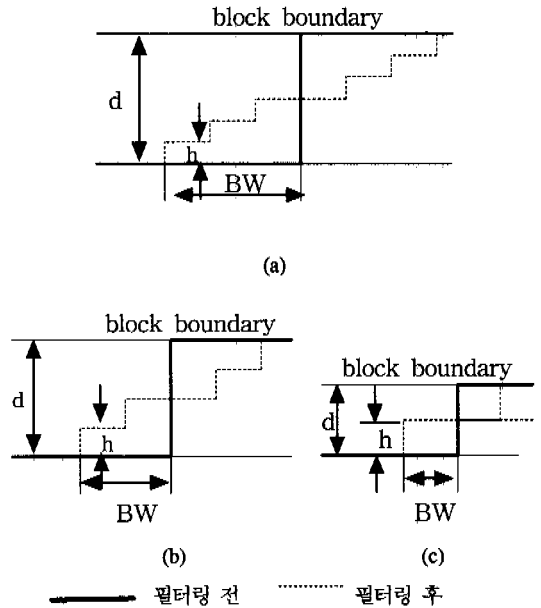 block boundary
d
h
BW
(a)
block boundary
d
h
BW
(b)
block boundary
d
h
BW
(c)
필터링 전
필터링 후